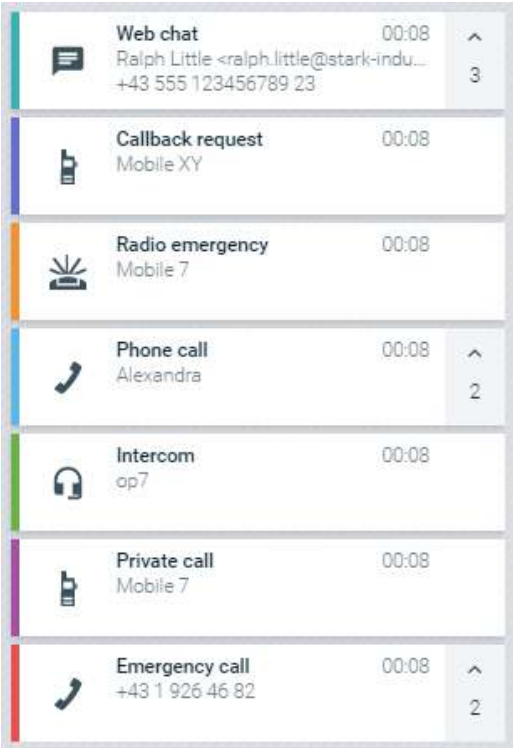 Web chat 00:08
Ralph Little <ralph.little@stark-indu...
+43 555 123456789 23
3
Callback request 00:08
Mobile XY
Radio emergency 00:08
Mobile 7
Phone call 00:08
Alexandra
2
Intercom 00:08
op7
Private call 00:08
Mobile 7
Emergency call 00:08
+43 1 926 46 82
2